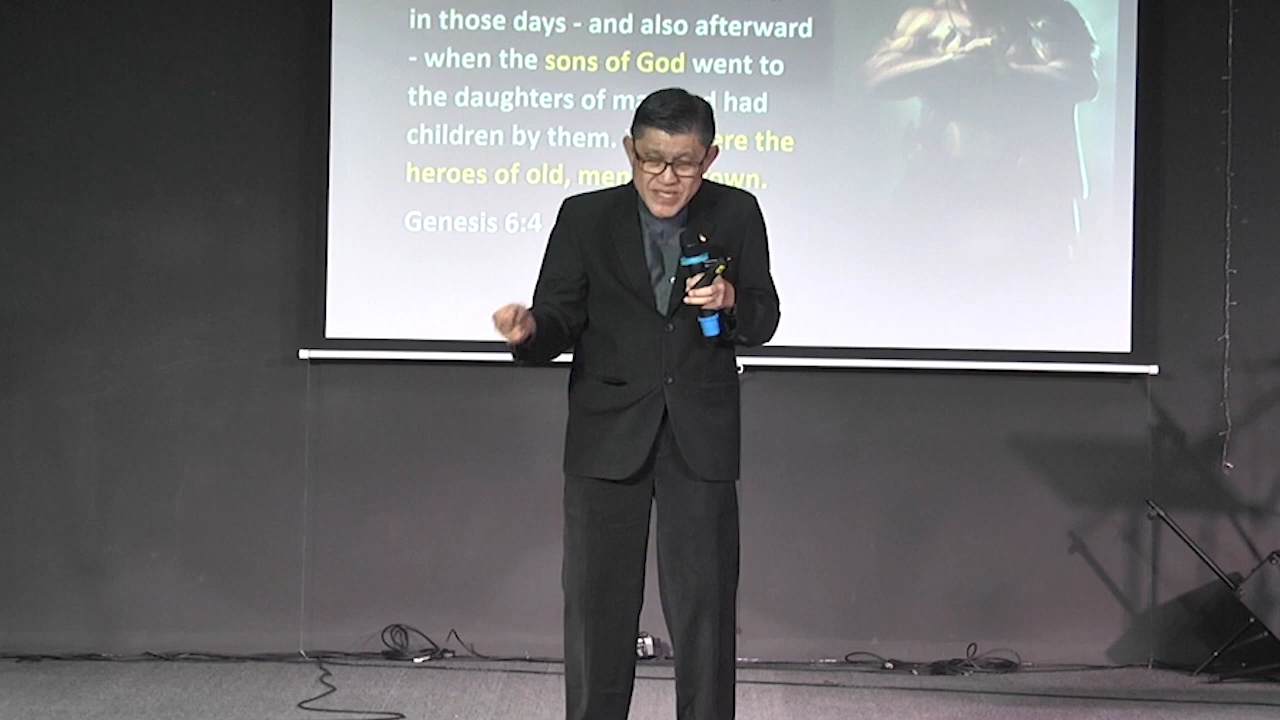 in those days - and also afterward
- when the sons of God went to
the daughters of had
children by them. the
heroes of old,
Genesis 6:4